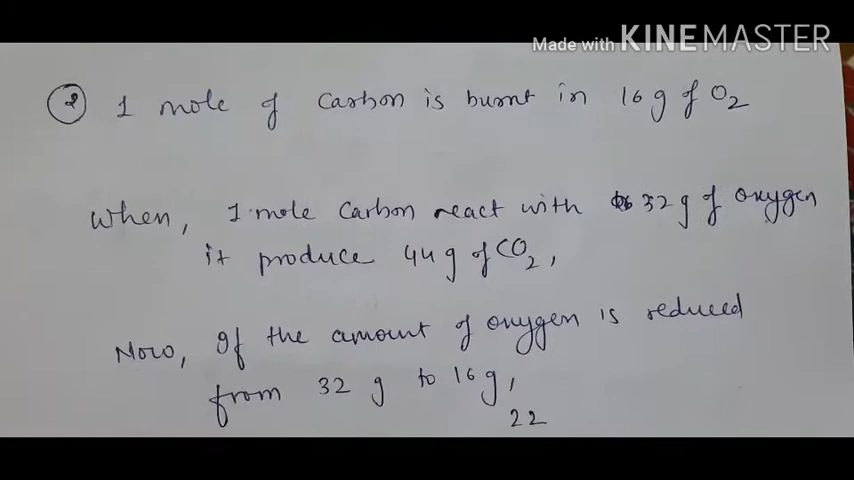 Made with KINEMASTER
2 1 mole of carbon is burnt in 16 g of O2
When, 1 mole carbon react with 32 g of oxygen
it produce 44 g of CO2,
Now, If the amount of oxygen is reduced
from 32 g to 16 g,
22